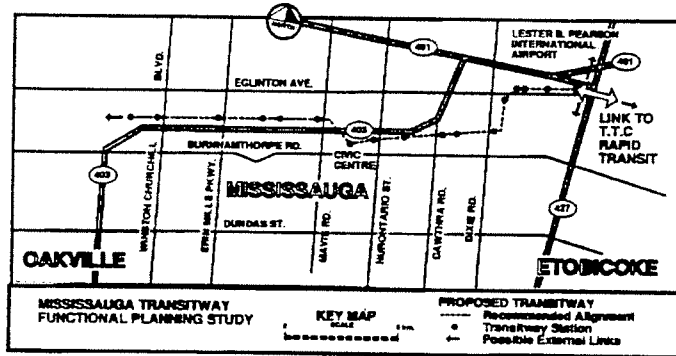 NORTH
401
LESTER B. PEARSON
INTERNATIONAL
AIRPORT
401
BLVD.
EGLINTON AVE.
LINK TO
T.T.C
RAPID
TRANSIT
403
BURNHAMTHORPE RD.
CIVIC
CENTRE
403
MISSISSAUGA
WINSTON CHURCHILL
ERIN MILLS PKWY.
MAVIS RD.
HURONTARIO ST.
CAWTHRA RD.
DIXIE RD.
427
DUNDAS ST.
OAKVILLE
ETOBICOKE
MISSISSAUGA TRANSITWAY
FUNCTIONAL PLANNING STUDY
KEY MAP
SCALE
PROPOSED TRANSITWAY
Recommended Alignment
Transitway Station
Possible External Links